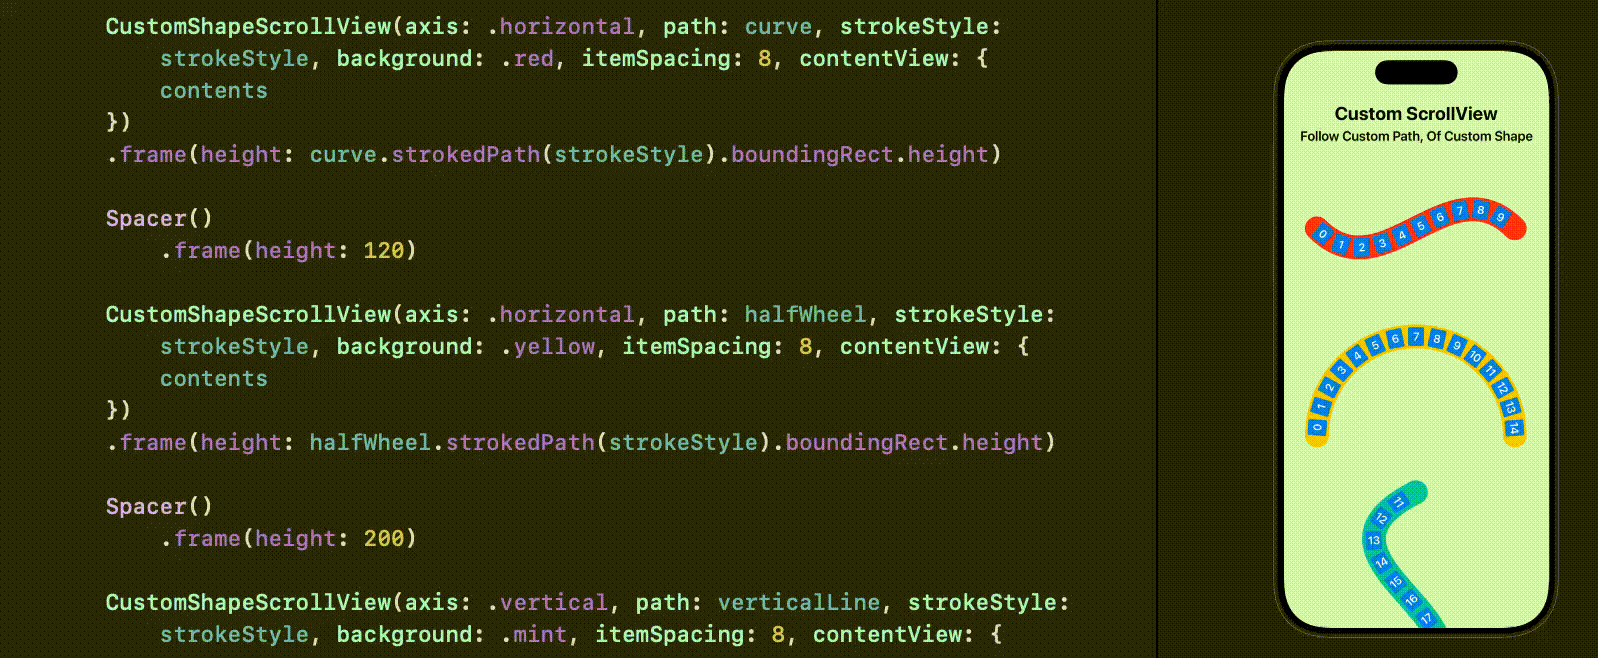 CustomShapeScrollView(axis: .horizontal, path: curve, strokeStyle:
strokeStyle, background: .red, itemSpacing: 8, contentView: {
contents
})
.frame(height: curve.strokedPath(strokeStyle).boundingRect.height)
Spacer()
.frame(height: 120)
CustomShapeScrollView(axis: .horizontal, path: halfWheel, strokeStyle:
strokeStyle, background: .yellow, itemSpacing: 8, contentView: {
contents
})
.frame(height: halfWheel.strokedPath(strokeStyle).boundingRect.height)
Spacer()
.frame(height: 200)
CustomShapeScrollView(axis: .vertical, path: verticalLine, strokeStyle:
strokeStyle, background: .mint, itemSpacing: 8, contentView: {
Custom ScrollView
Follow Custom Path, Of Custom Shape
0 1 2 3 4 5 6 7 8 9
0 1 2 3 4 5 6 7 8 9 10 11 12 13 14
11
12
13
14
15
16
17